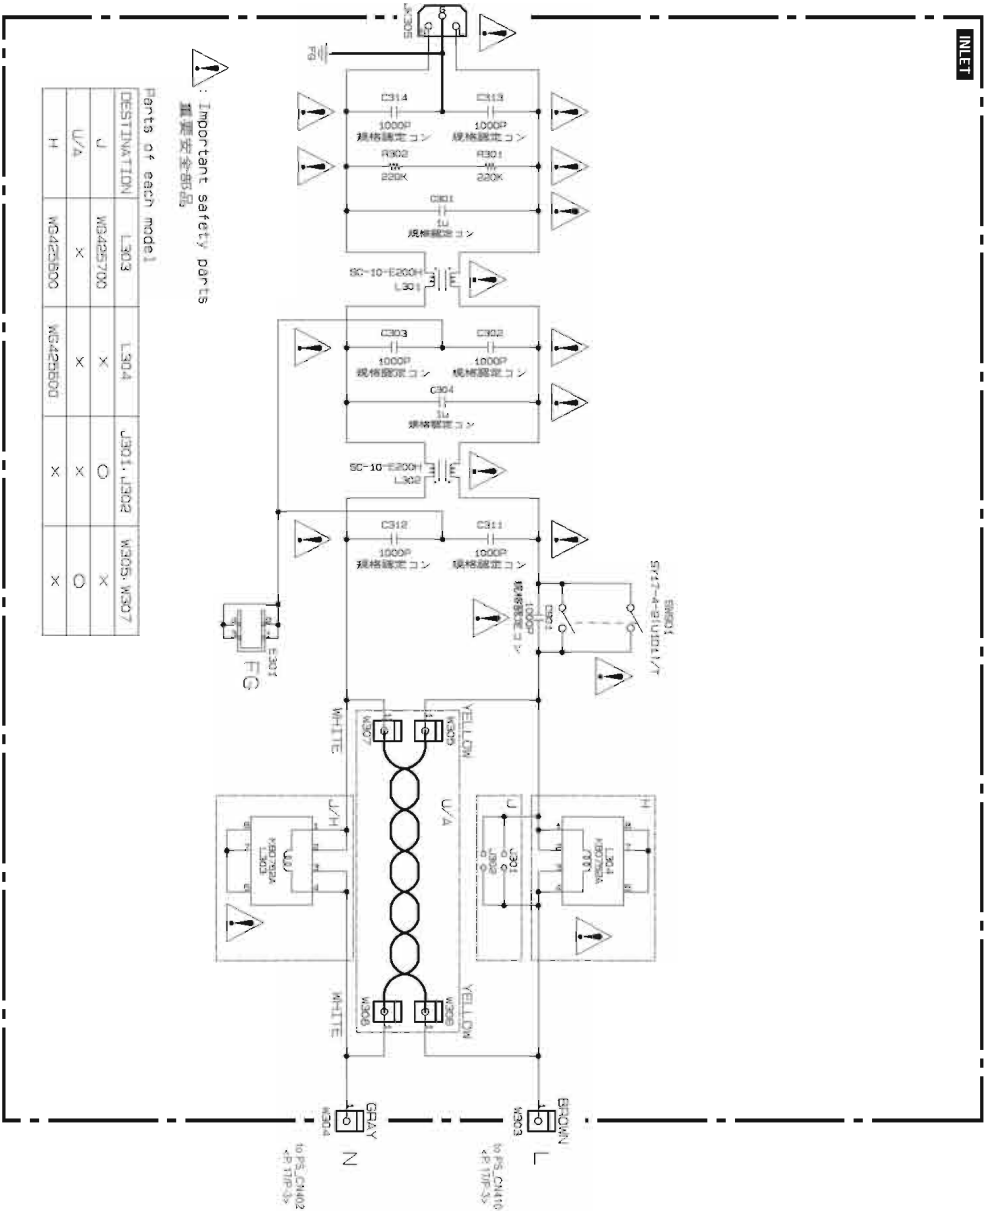 INLET
JK305
FG
: Important safety parts
重要安全部品
Parts of each model
DESTINATION L303 L304 J301, J302 W305, W307
J WG425700 X O X
U/A X X X O
H WG425600 WG425600 X X
C314
1000P
規格認定コン
C313
1000P
規格認定コン
R302
220K
R301
220K
C301
1u
規格認定コン
SC-10-E200H
L301
C303
1000P
規格認定コン
C302
1000P
規格認定コン
C304
1u
規格認定コン
SC-10-E200H
L302
C312
1000P
規格認定コン
C311
1000P
規格認定コン
1000P
規格認定コン
E301
FG
WHITE
W307
YELLOW
W305
U/A
J/H
L303
J
J301
J302
H
L304
WHITE
W306
YELLOW
GRAY
W304
N
to PS_CN402
BROWN
W303
L
to PS_CN410